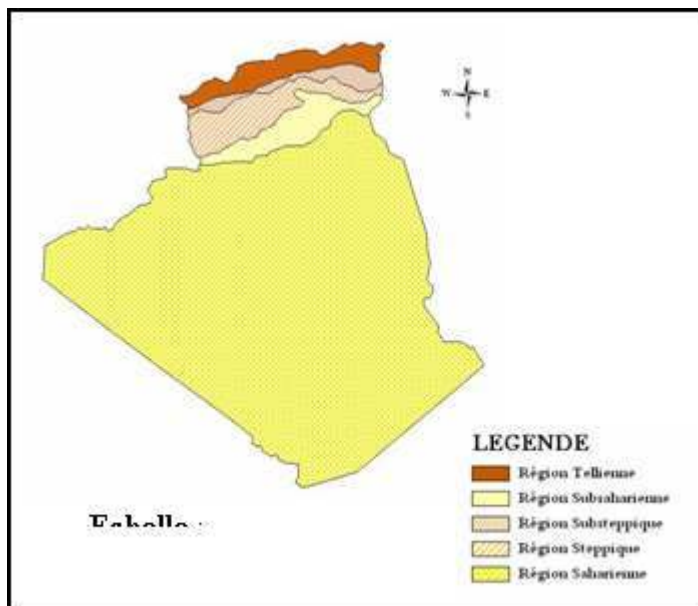 N
W E
S
LEGENDE
Région Tellienne
Région Subsaharienne
Région Substeppique
Région Steppique
Région Saharienne